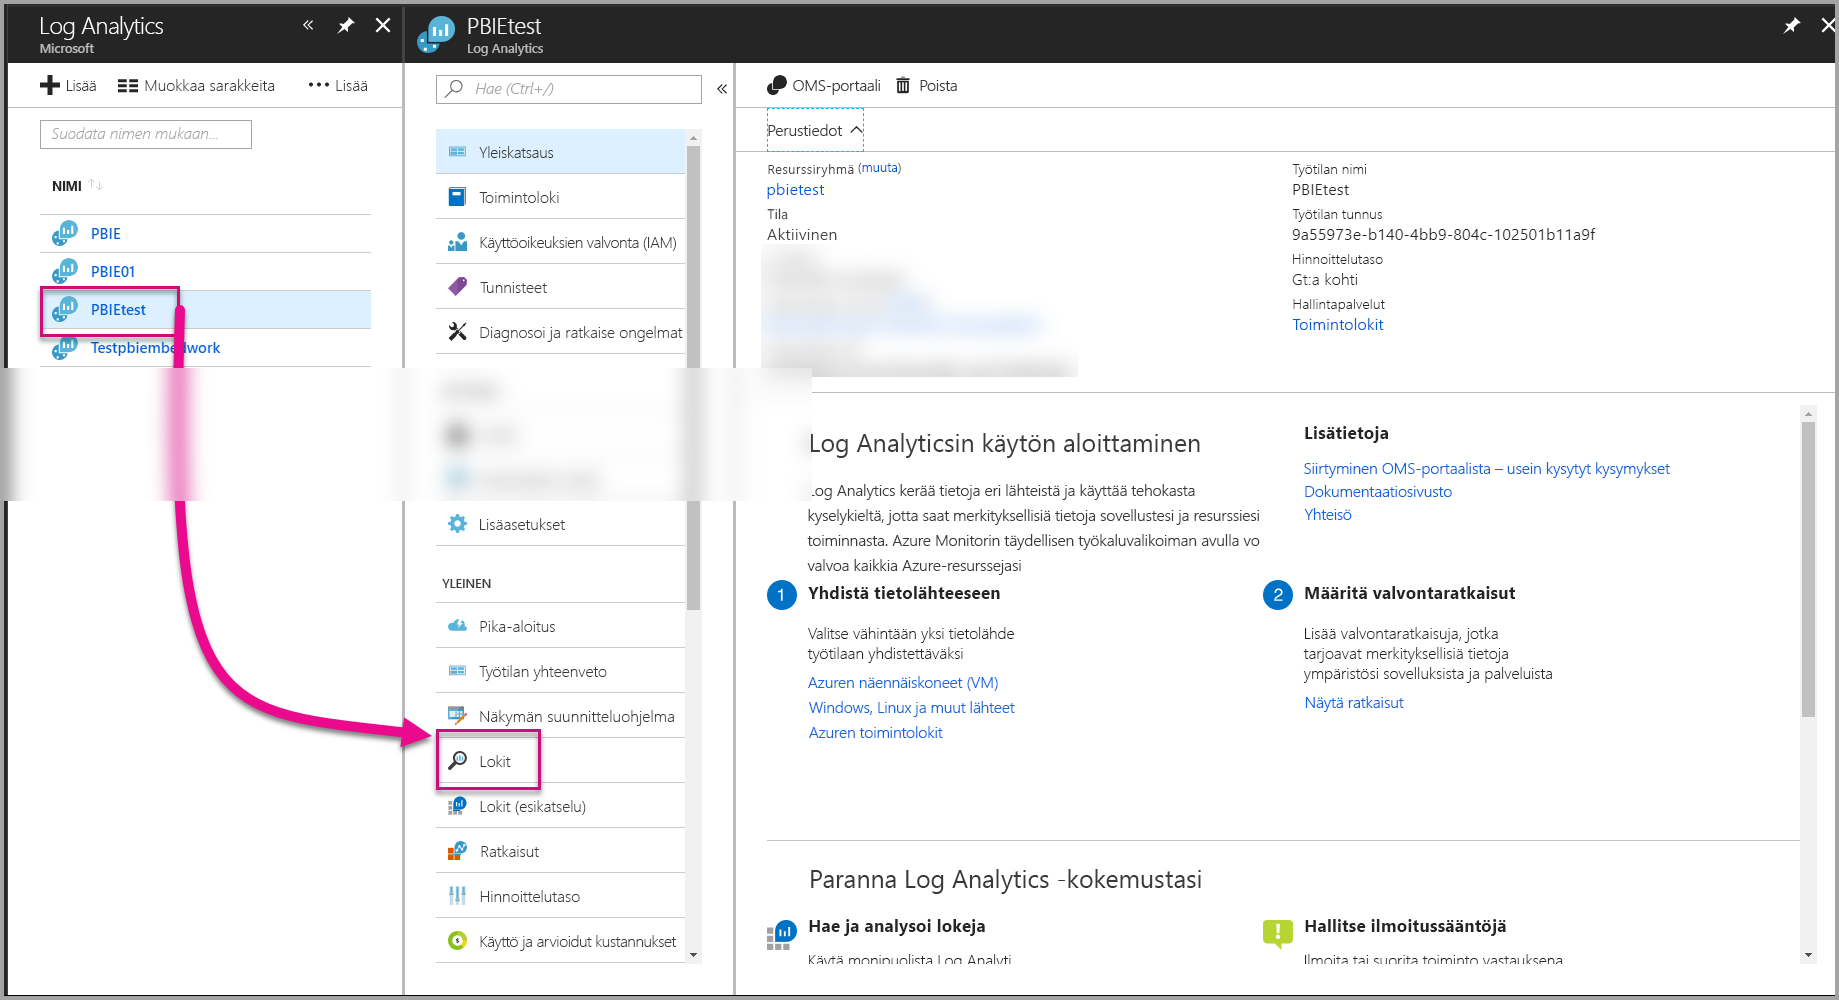 Log Analytics
Microsoft
Lisää
Muokkaa sarakkeita
Lisää
Suodata nimen mukaan...
NIMI
PBIE
PBIE01
PBIEtest
Testpbiembedwork
PBIEtest
Log Analytics
Hae (Ctrl+/)
Yleiskatsaus
Toimintoloki
Käyttöoikeuksien valvonta (IAM)
Tunnisteet
Diagnosoi ja ratkaise ongelmat
Lisäasetukset
YLEINEN
Pika-aloitus
Työtilan yhteenveto
Näkymän suunnitteluohjelma
Lokit
Lokit (esikatselu)
Ratkaisut
Hinnoittelutaso
Käyttö ja arvioidut kustannukset
OMS-portaali
Poista
Perustiedot
Resurssiryhmä (muuta)
pbietest
Tila
Aktiivinen
Työtilan nimi
PBIEtest
Työtilan tunnus
9a55973e-b140-4bb9-804c-102501b11a9f
Hinnoittelutaso
Gt:a kohti
Hallintapalvelut
Toimintolokit
Log Analyticsin käytön aloittaminen
Log Analytics kerää tietoja eri lähteistä ja käyttää tehokasta
kyselykieltä, jotta saat merkityksellisiä tietoja sovellustesi ja resurssiesi
toiminnasta. Azure Monitorin täydellisen työkaluvalikoiman avulla vo
valvoa kaikkia Azure-resurssejasi
Lisätietoja
Siirtyminen OMS-portaalista – usein kysytyt kysymykset
Dokumentaatiosivusto
Yhteisö
1
Yhdistä tietolähteeseen
Valitse vähintään yksi tietolähde
työtilaan yhdistettäväksi
Azuren näennäiskoneet (VM)
Windows, Linux ja muut lähteet
Azuren toimintolokit
2
Määritä valvontaratkaisut
Lisää valvontaratkaisuja, jotka
tarjoavat merkityksellisiä tietoja
ympäristösi sovelluksista ja palveluista
Näytä ratkaisut
Paranna Log Analytics -kokemustasi
Hae ja analysoi lokeja
Käytä monipuolista Log Analyti
Hallitse ilmoitussääntöjä
Ilmoita tai suorita toiminto vastauksena